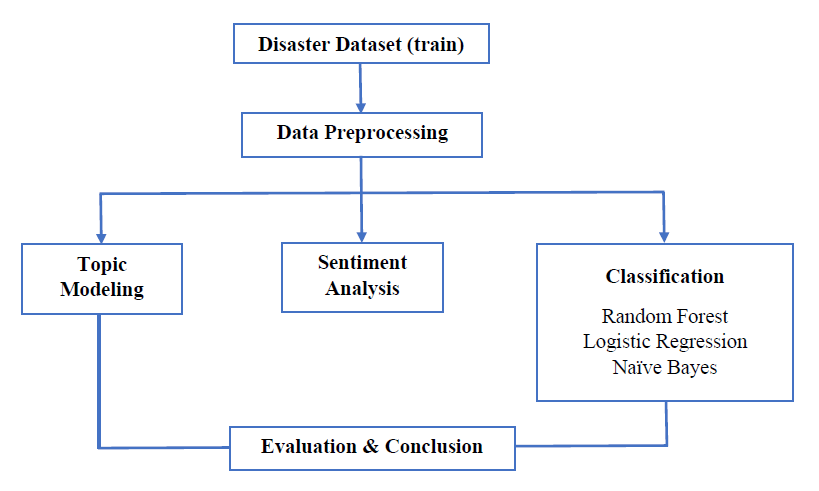 Disaster Dataset (train)
Data Preprocessing
Topic
Modeling
Sentiment
Analysis
Classification
Random Forest
Logistic Regression
Naïve Bayes
Evaluation & Conclusion